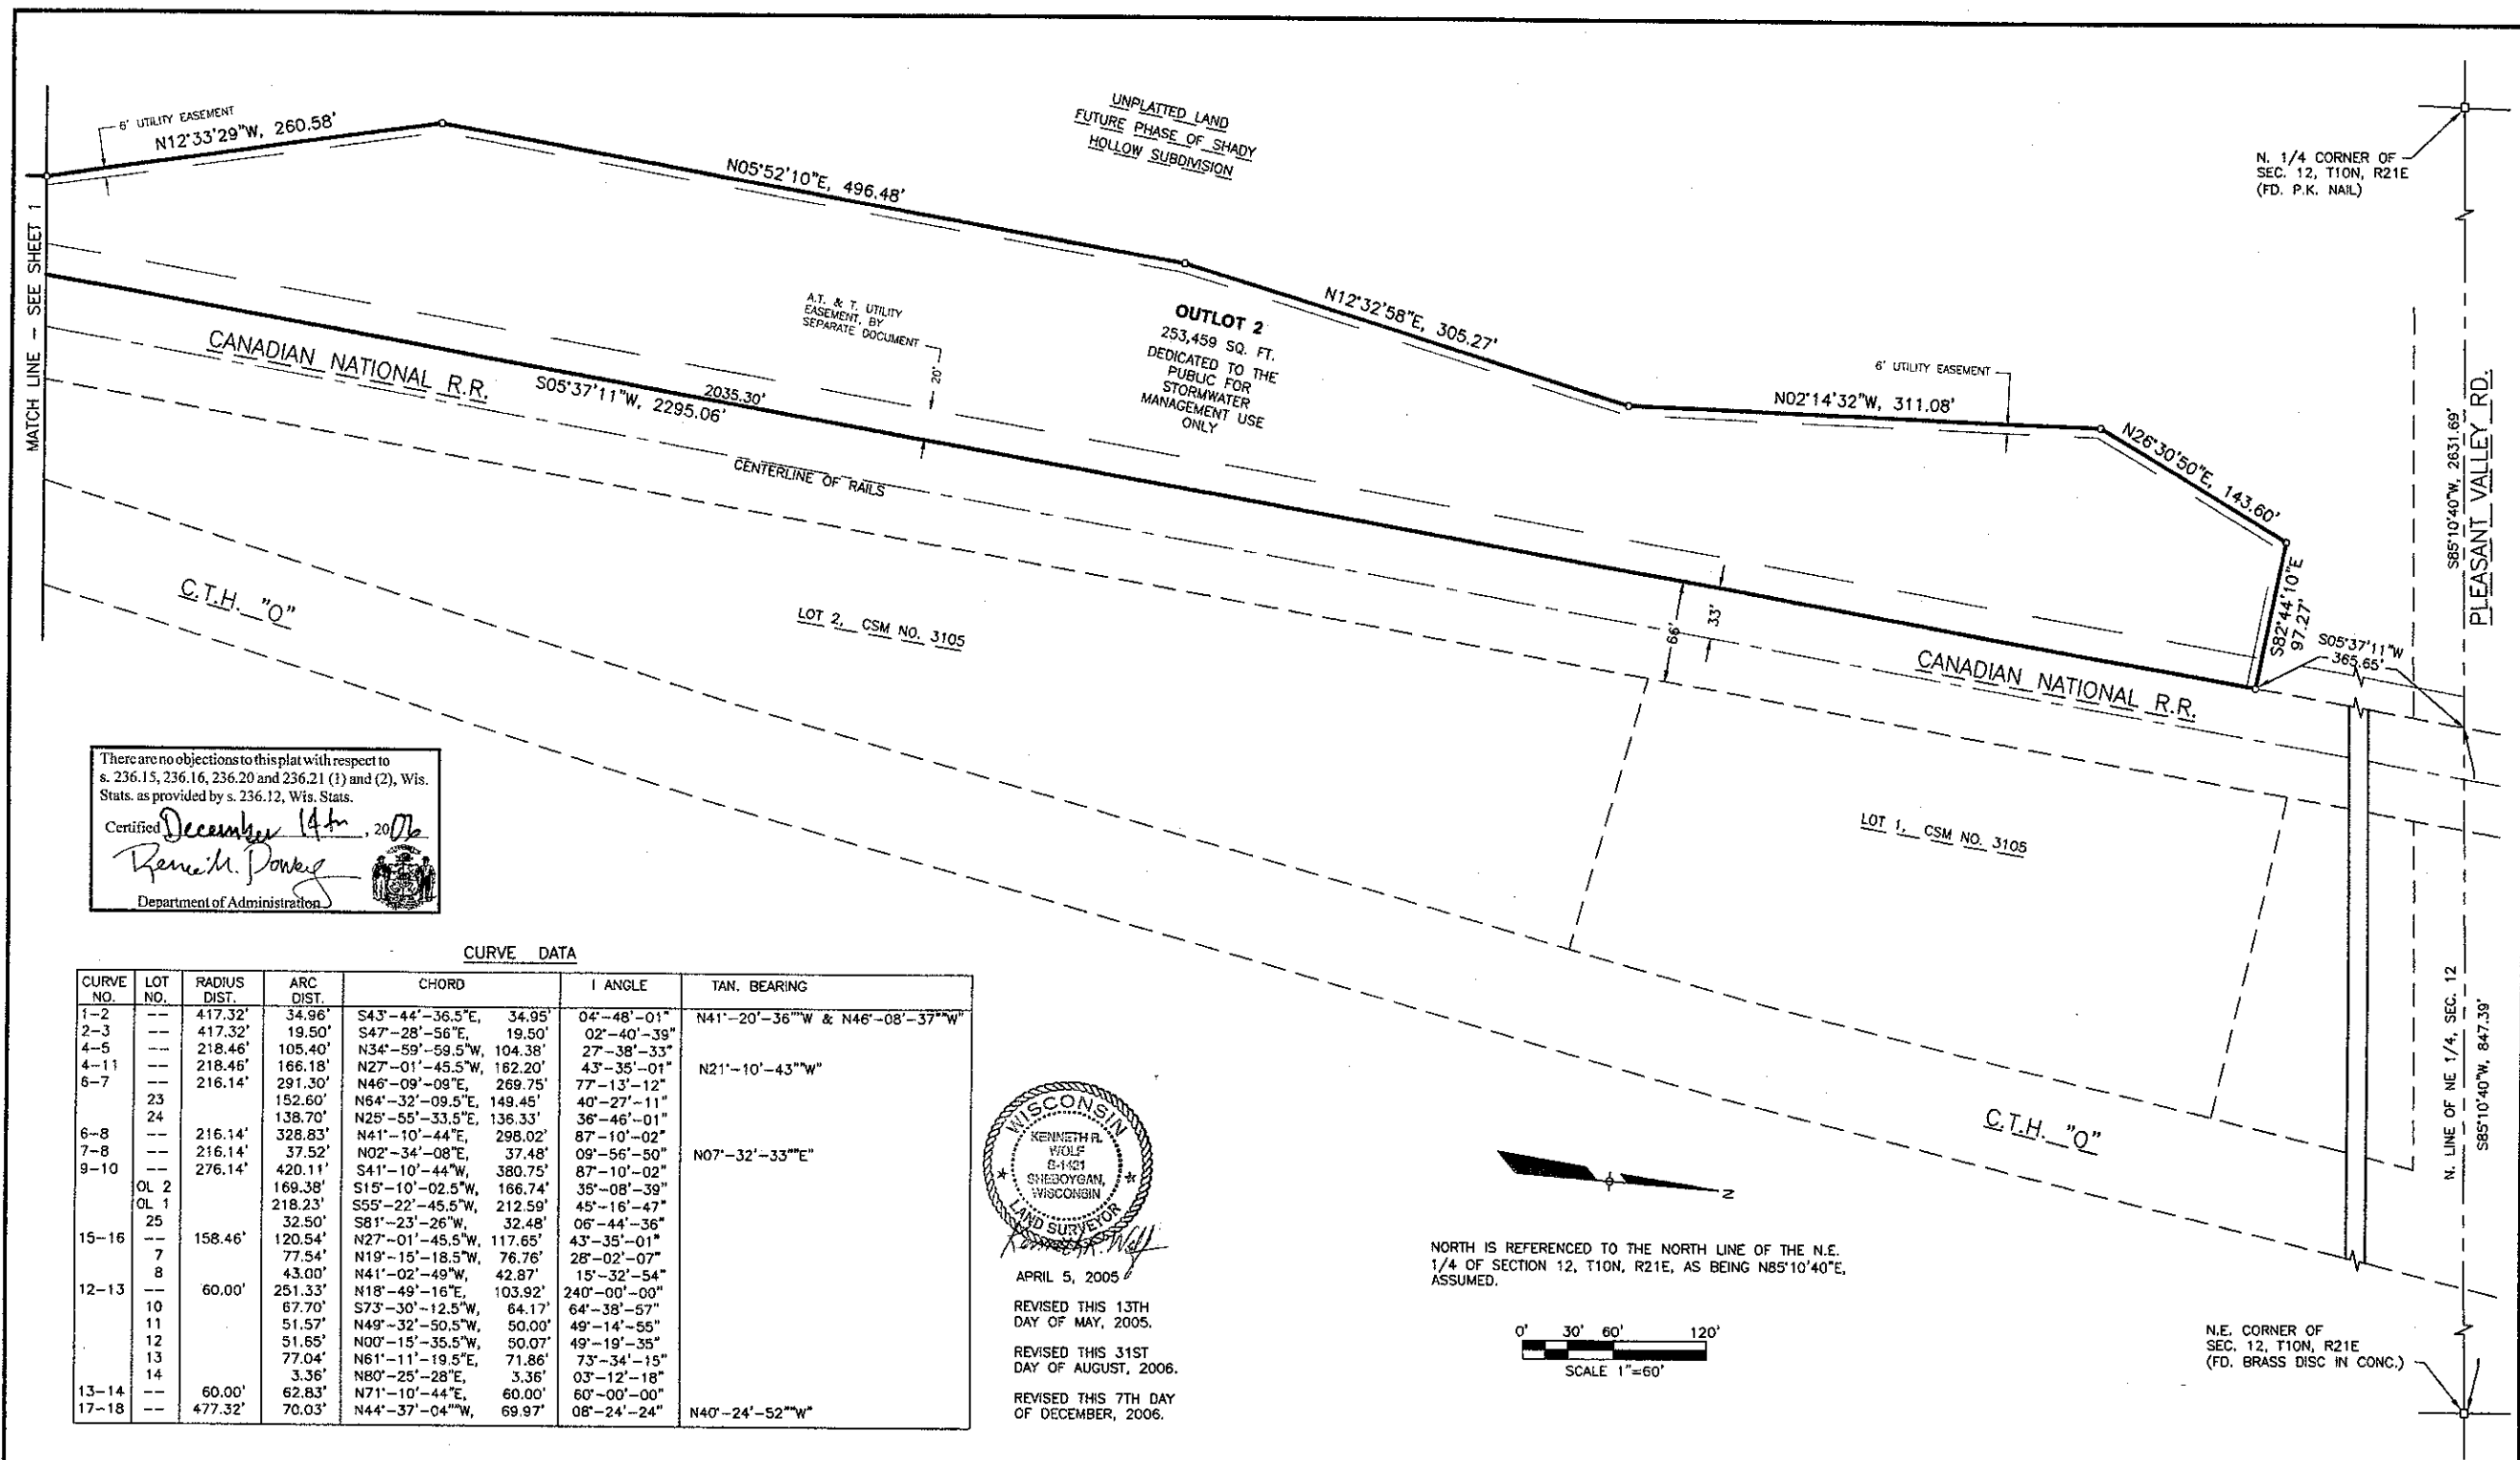 6' UTILITY EASEMENT
N12°33'29"W, 260.58'
MATCH LINE – SEE SHEET 1
N05°52'10"E, 496.48'
UNPLATTED LAND
FUTURE PHASE OF SHADY
HOLLOW SUBDIVISION
N. 1/4 CORNER OF
SEC. 12, T10N, R21E
(FD. P.K. NAIL)
A.T. & T. UTILITY
EASEMENT, BY
SEPARATE DOCUMENT
20'
OUTLOT 2
253,459 SQ. FT.
DEDICATED TO THE
PUBLIC FOR
STORMWATER
MANAGEMENT USE
ONLY
N12°32'58"E, 305.27'
6' UTILITY EASEMENT
N02°14'32"W, 311.08'
N26°30'50"E, 143.60'
S82°44'10"E
97.27'
S05°37'11"W
365.65'
S85°10'40"W, 2631.69'
PLEASANT VALLEY RD.
CANADIAN NATIONAL R.R.
S05°37'11"W, 2295.06'
2035.30'
CENTERLINE OF RAILS
66'
33'
CANADIAN NATIONAL R.R.
C.T.H. "O"
LOT 2, CSM NO. 3105
LOT 1, CSM NO. 3105
C.T.H. "O"
N. LINE OF NE 1/4, SEC. 12
S85°10'40"W, 847.39'
There are no objections to this plat with respect to
s. 236.15, 236.16, 236.20 and 236.21 (1) and (2), Wis.
Stats. as provided by s. 236.12, Wis. Stats.
Certified December 14th, 2006
Renée M. Powey
Department of Administration
CURVE DATA
CURVE NO. LOT NO. RADIUS DIST. ARC DIST. CHORD I ANGLE TAN. BEARING
1-2 -- 417.32' 34.96' S43°-44'-36.5"E, 34.95' 04°-48'-01" N41°-20'-36""W & N46°-08'-37""W"
2-3 -- 417.32' 19.50' S47°-28'-56"E, 19.50' 02°-40'-39"
4-5 -- 218.46' 105.40' N34°-59'-59.5"W, 104.38' 27°-38'-33"
4-11 -- 218.46' 166.18' N27°-01'-45.5"W, 162.20' 43°-35'-01" N21°-10'-43""W"
6-7 -- 216.14' 291.30' N46°-09'-09"E, 269.75' 77°-13'-12"
23 152.60' N64°-32'-09.5"E, 149.45' 40°-27'-11"
24 138.70' N25°-55'-33.5"E, 136.33' 36°-46'-01"
6-8 -- 216.14' 328.83' N41°-10'-44"E, 298.02' 87°-10'-02"
7-8 -- 216.14' 37.52' N02°-34'-08"E, 37.48' 09°-56'-50" N07°-32'-33""E"
9-10 -- 276.14' 420.11' S41°-10'-44"W, 380.75' 87°-10'-02"
OL 2 169.38' S15°-10'-02.5"W, 166.74' 35°-08'-39"
OL 1 218.23' S55°-22'-45.5"W, 212.59' 45°-16'-47"
25 32.50' S81°-23'-26"W, 32.48' 06°-44'-36"
15-16 -- 158.46' 120.54' N27°-01'-45.5"W, 117.65' 43°-35'-01"
7 77.54' N19°-15'-18.5"W, 76.76' 28°-02'-07"
8 43.00' N41°-02'-49"W, 42.87' 15°-32'-54"
12-13 -- 60.00' 251.33' N18°-49'-16"E, 103.92' 240°-00'-00"
10 67.70' S73°-30'-12.5"W, 64.17' 64°-38'-57"
11 51.57' N49°-32'-50.5"W, 50.00' 49°-14'-55"
12 51.65' N00°-15'-35.5"W, 50.07' 49°-19'-35"
13 77.04' N61°-11'-19.5"E, 71.86' 73°-34'-15"
14 3.36' N80°-25'-28"E, 3.36' 03°-12'-18"
13-14 -- 60.00' 62.83' N71°-10'-44"E, 60.00' 60°-00'-00"
17-18 -- 477.32' 70.03' N44°-37'-04""W, 69.97' 08°-24'-24" N40°-24'-52""W"
WISCONSIN
KENNETH R.
WOLF
S-1421
SHEBOYGAN,
WISCONSIN
LAND SURVEYOR
Kenneth R. Wolf
APRIL 5, 2005
REVISED THIS 13TH
DAY OF MAY, 2005.
REVISED THIS 31ST
DAY OF AUGUST, 2006.
REVISED THIS 7TH DAY
OF DECEMBER, 2006.
N
NORTH IS REFERENCED TO THE NORTH LINE OF THE N.E.
1/4 OF SECTION 12, T10N, R21E, AS BEING N85°10'40"E,
ASSUMED.
0' 30' 60' 120'
SCALE 1"=60'
N.E. CORNER OF
SEC. 12, T10N, R21E
(FD. BRASS DISC IN CONC.)